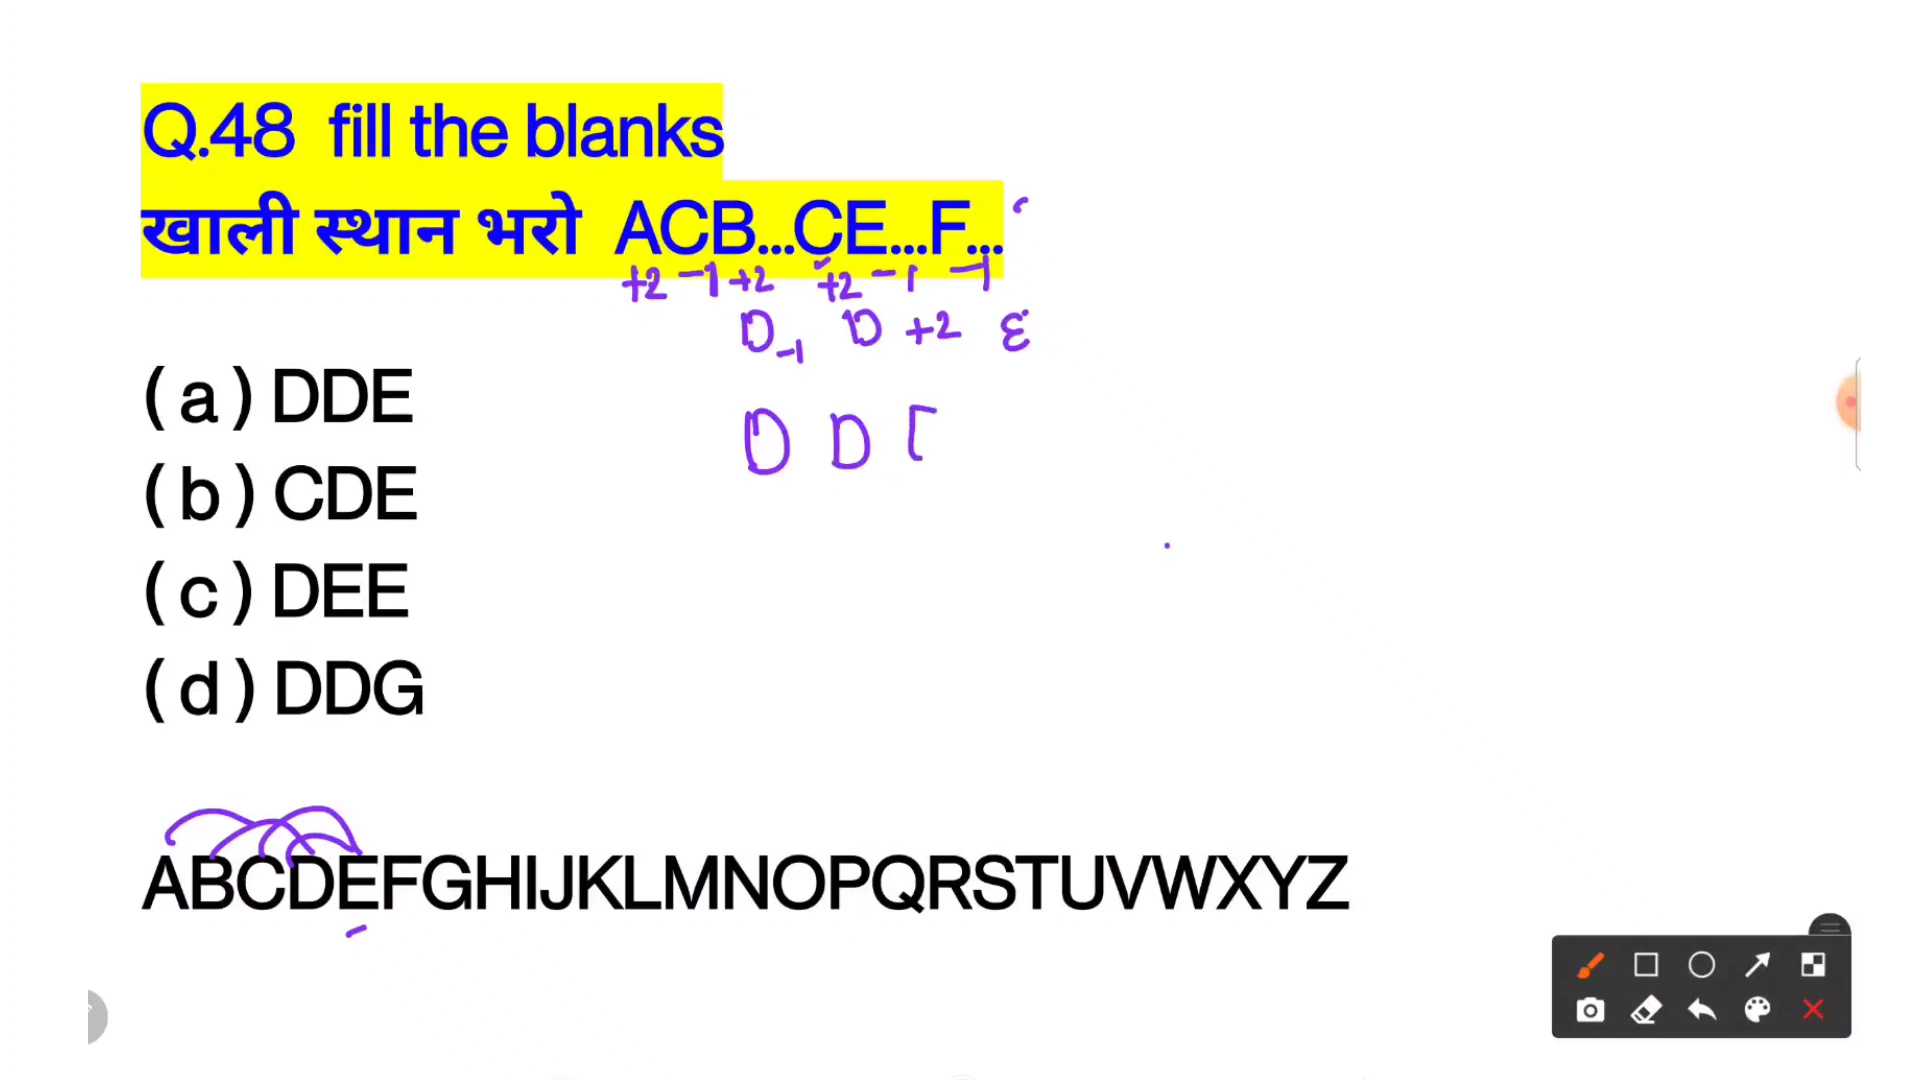 Q.48 fill the blanks
खाली स्थान भरो ACB...CE...F...
+2 -1 +2 +2 -1 -1
D -1 D +2 E
D D
(a) DDE
(b) CDE
(c) DEE
(d) DDG
ABCDEFGHIJKLMNOPQRSTUVWXYZ